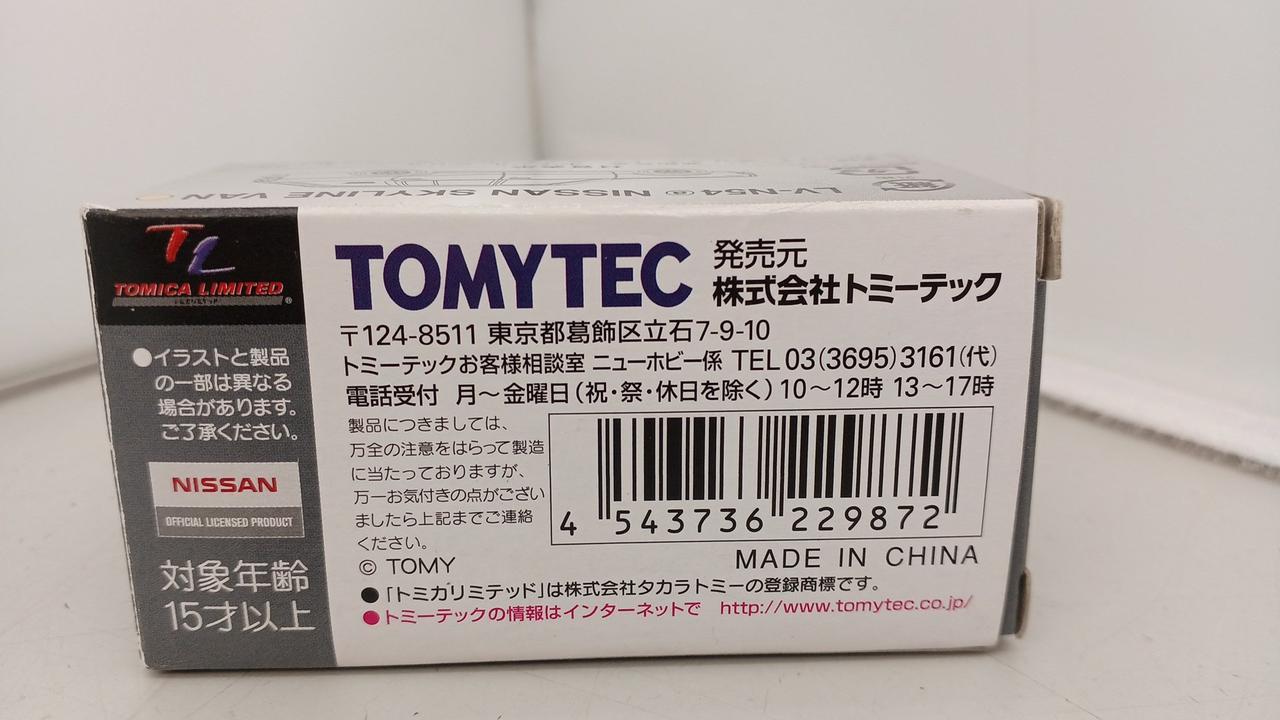 LV-N54ⓐ NISSAN SKYLINE VAN
TL
TOMICA LIMITED
®
●イラストと製品
の一部は異なる
場合があります。
ご了承ください。
NISSAN
OFFICIAL LICENSED PRODUCT
対象年齢
15才以上
TOMYTEC
発売元
株式会社トミーテック
〒124-8511 東京都葛飾区立石7-9-10
トミーテックお客様相談室 ニューホビー係 TEL 03(3695)3161(代)
電話受付 月〜金曜日(祝・祭・休日を除く) 10〜12時 13〜17時
製品につきましては、
万全の注意をはらって製造
に当たっておりますが、
万一お気付きの点がござい
ましたら上記までご連絡
ください。
4 543736 229872
© TOMY
MADE IN CHINA
●「トミカリミテッド」は株式会社タカラトミーの登録商標です。
●トミーテックの情報はインターネットで http://www.tomytec.co.jp/